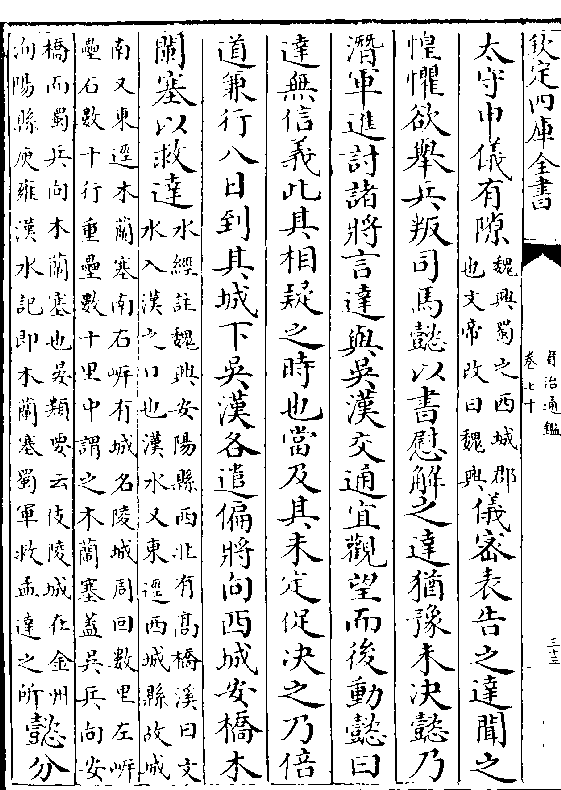 欽定四庫全書
資治通鑑
卷七十
三十三
太守申儀有隙
魏興蜀之西城郡
也文帝改曰魏興
儀密表告之達聞之
惶懼欲舉兵叛司馬懿以書慰解之達猶豫未決懿乃
潛軍進討諸將言達與吳漢交通宜觀望而後動懿曰
達無信義此其相疑之時也當及其未定促決之乃倍
道兼行八日到其城下吳漢各遣偏將向西城安橋木
闌塞以救達
水經註魏興安陽縣西北有高橋溪曰文
水入漢之口也漢水又東逕西城縣故城
南又東逕木蘭塞南右岸有城名陵城周回數里左岸
壘石數十行重壘數十里中謂之木蘭塞蓋吳兵向安
橋而蜀兵向木蘭塞也晏類要云伎陵城在金州
洵陽縣庾雍漢水記即木蘭塞蜀軍救孟達之所
懿分